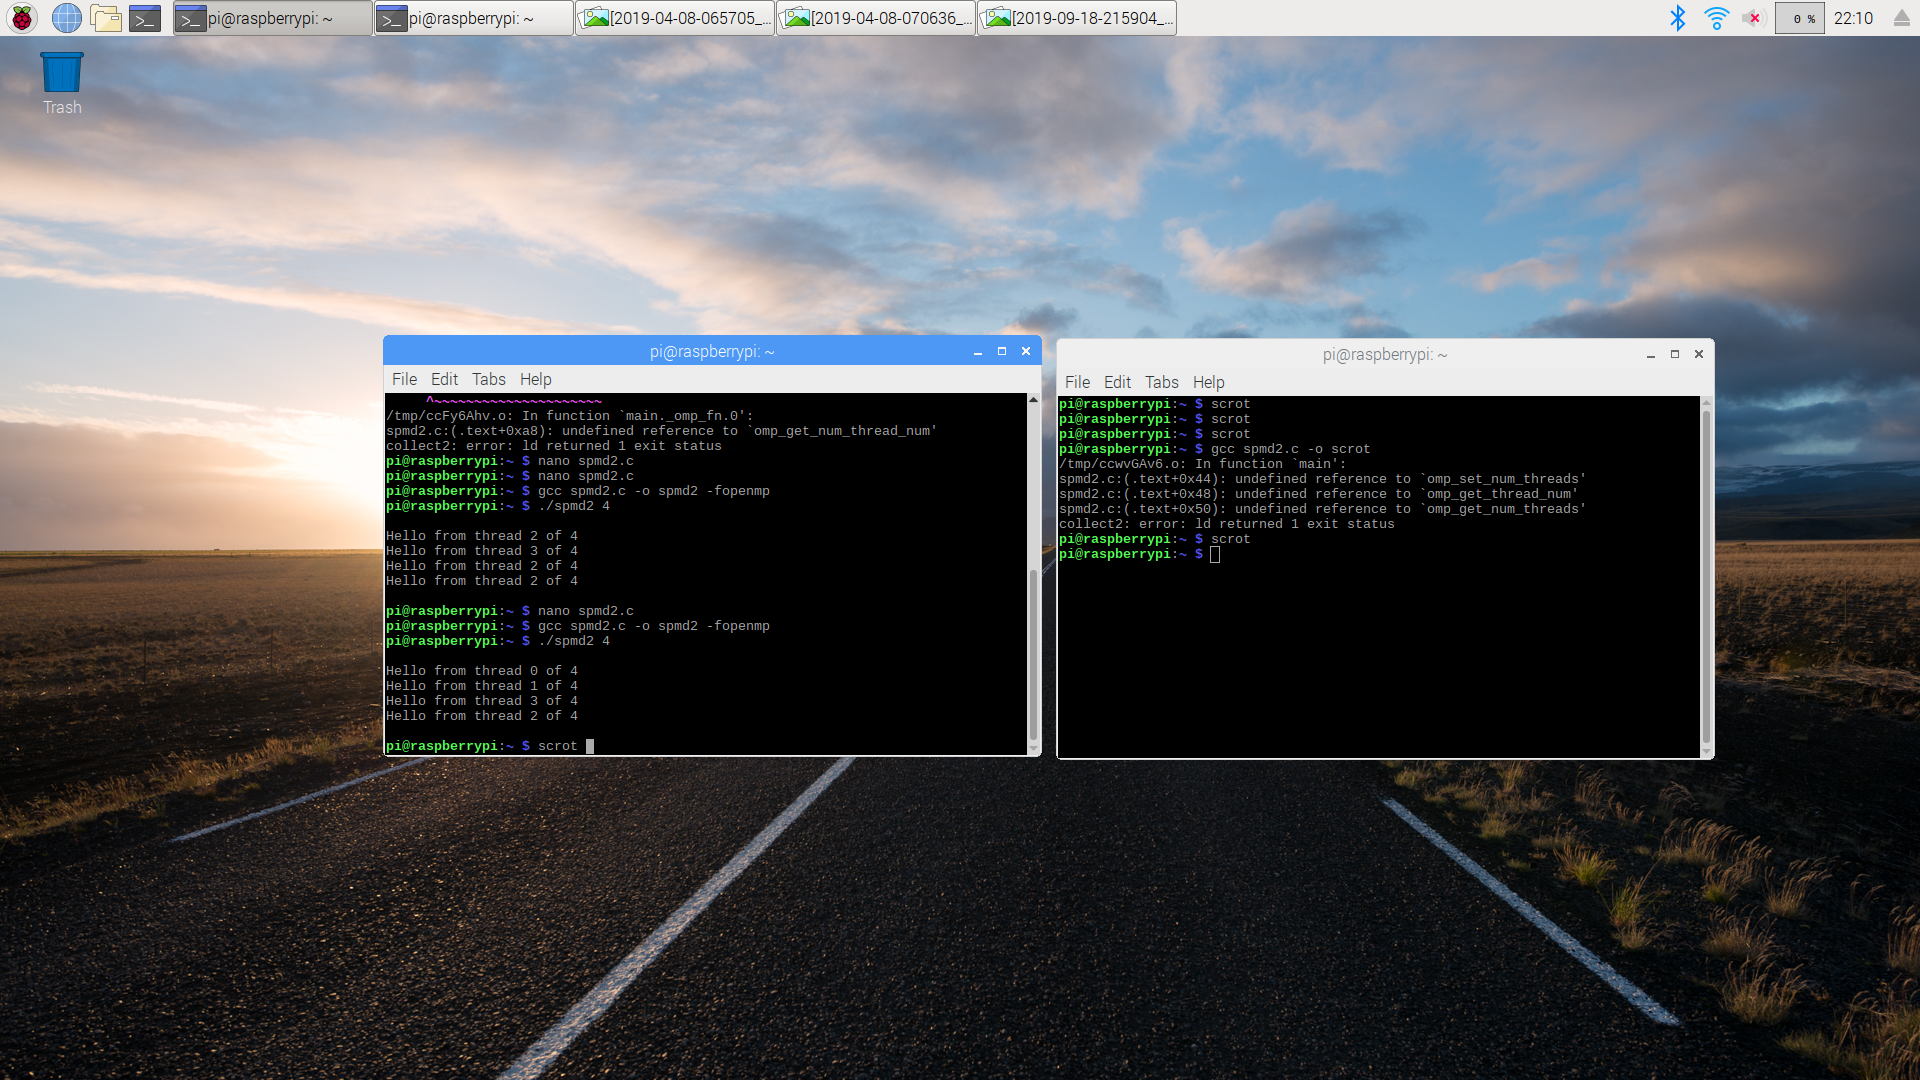 pi@raspberrypi: ~
pi@raspberrypi: ~
[2019-04-08-065705_...
[2019-04-08-070636_...
[2019-09-18-215904_...
0 %
22:10
Trash
pi@raspberrypi: ~
File Edit Tabs Help
^~~~~~~~~~~~~~~~~~~~~~
/tmp/ccFy6Ahv.o: In function `main._omp_fn.0':
spmd2.c:(.text+0xa8): undefined reference to `omp_get_num_thread_num'
collect2: error: ld returned 1 exit status
pi@raspberrypi:~ $ nano spmd2.c
pi@raspberrypi:~ $ nano spmd2.c
pi@raspberrypi:~ $ gcc spmd2.c -o spmd2 -fopenmp
pi@raspberrypi:~ $ ./spmd2 4
Hello from thread 2 of 4
Hello from thread 3 of 4
Hello from thread 2 of 4
Hello from thread 2 of 4
pi@raspberrypi:~ $ nano spmd2.c
pi@raspberrypi:~ $ gcc spmd2.c -o spmd2 -fopenmp
pi@raspberrypi:~ $ ./spmd2 4
Hello from thread 0 of 4
Hello from thread 1 of 4
Hello from thread 3 of 4
Hello from thread 2 of 4
pi@raspberrypi:~ $ scrot
pi@raspberrypi: ~
File Edit Tabs Help
pi@raspberrypi:~ $ scrot
pi@raspberrypi:~ $ scrot
pi@raspberrypi:~ $ scrot
pi@raspberrypi:~ $ gcc spmd2.c -o scrot
/tmp/ccwvGAv6.o: In function `main':
spmd2.c:(.text+0x44): undefined reference to `omp_set_num_threads'
spmd2.c:(.text+0x48): undefined reference to `omp_get_thread_num'
spmd2.c:(.text+0x50): undefined reference to `omp_get_num_threads'
collect2: error: ld returned 1 exit status
pi@raspberrypi:~ $ scrot
pi@raspberrypi:~ $